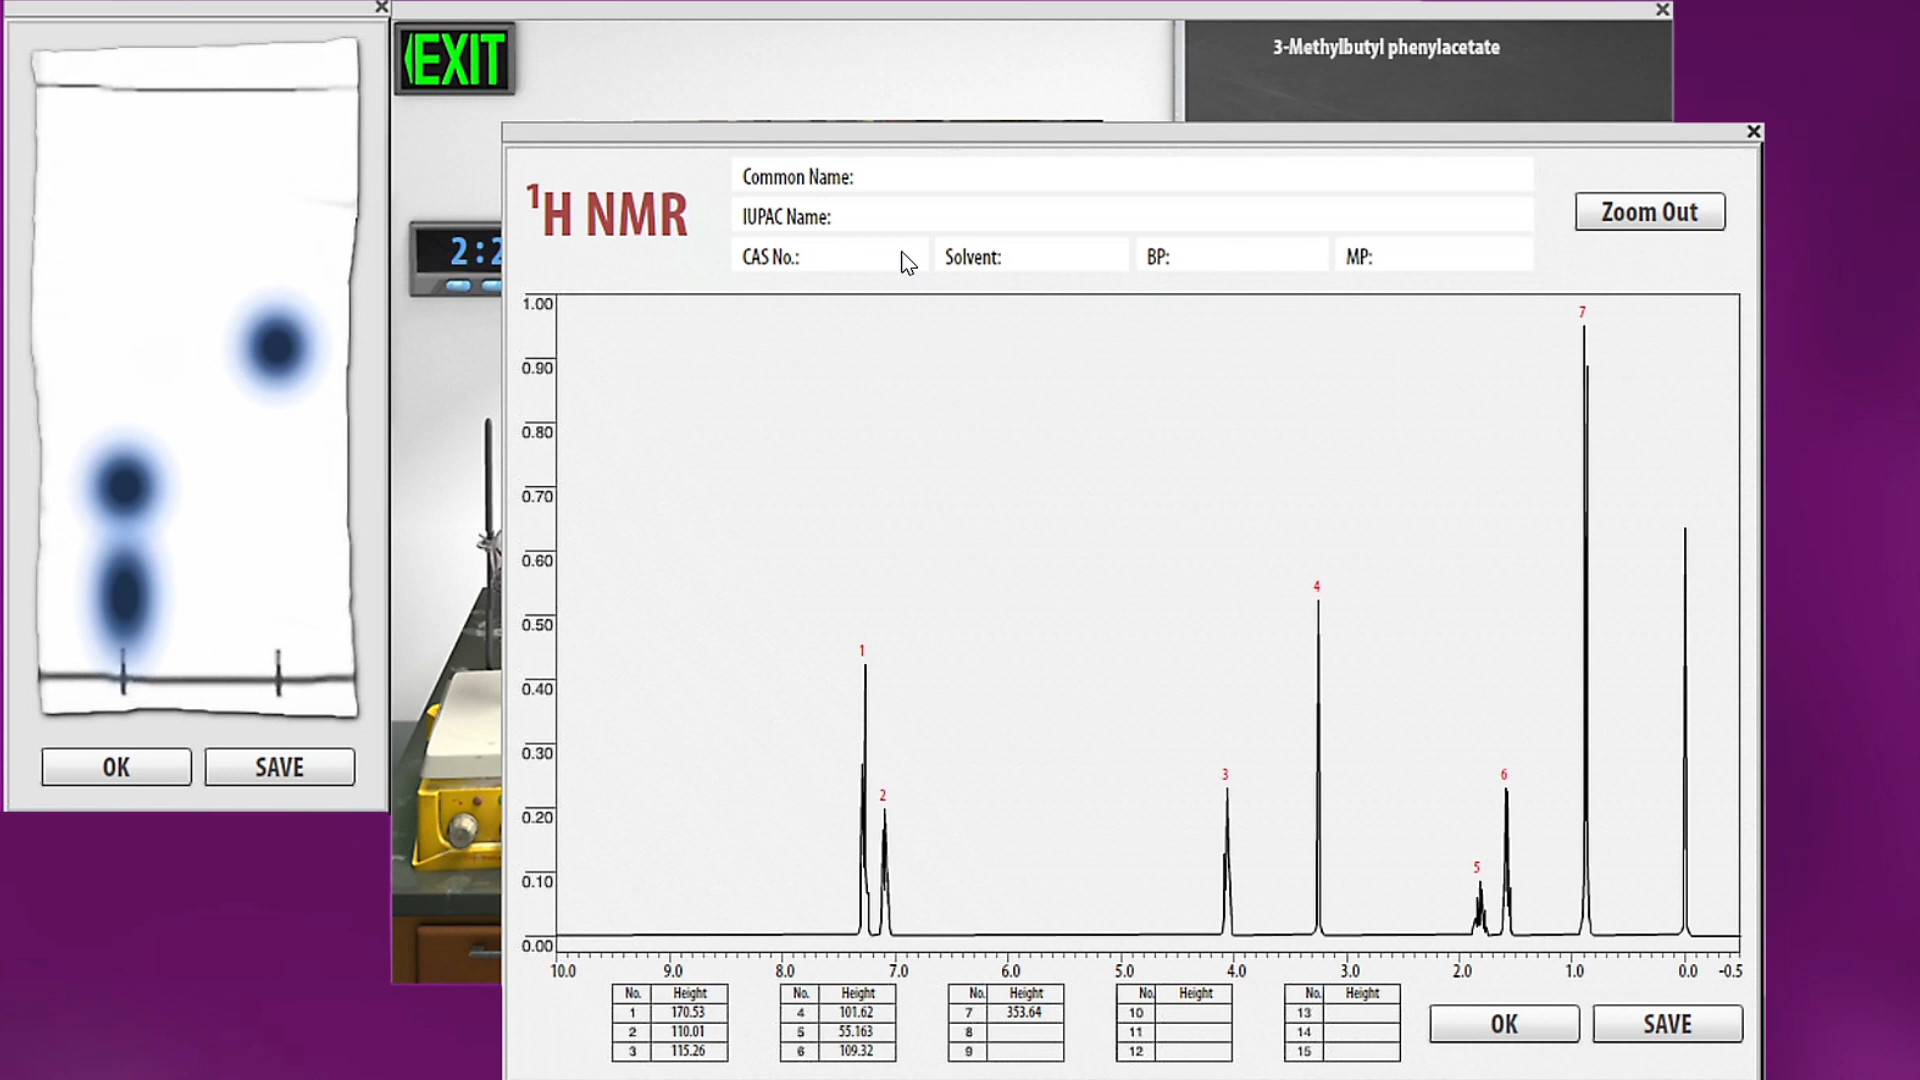 EXIT
3-Methylbutyl phenylacetate
2:2
OK
SAVE
1H NMR
Common Name:
IUPAC Name:
CAS No.:
Solvent:
BP:
MP:
Zoom Out
1.00
0.90
0.80
0.70
0.60
0.50
0.40
0.30
0.20
0.10
0.00
1
2
3
4
5
6
7
10.0 9.0 8.0 7.0 6.0 5.0 4.0 3.0 2.0 1.0 0.0 -0.5
No. Height
1 170.53
2 110.01
3 115.26
No. Height
4 101.62
5 55.163
6 109.32
No. Height
7 353.64
8
9
No. Height
10
11
12
No. Height
13
14
15
OK
SAVE